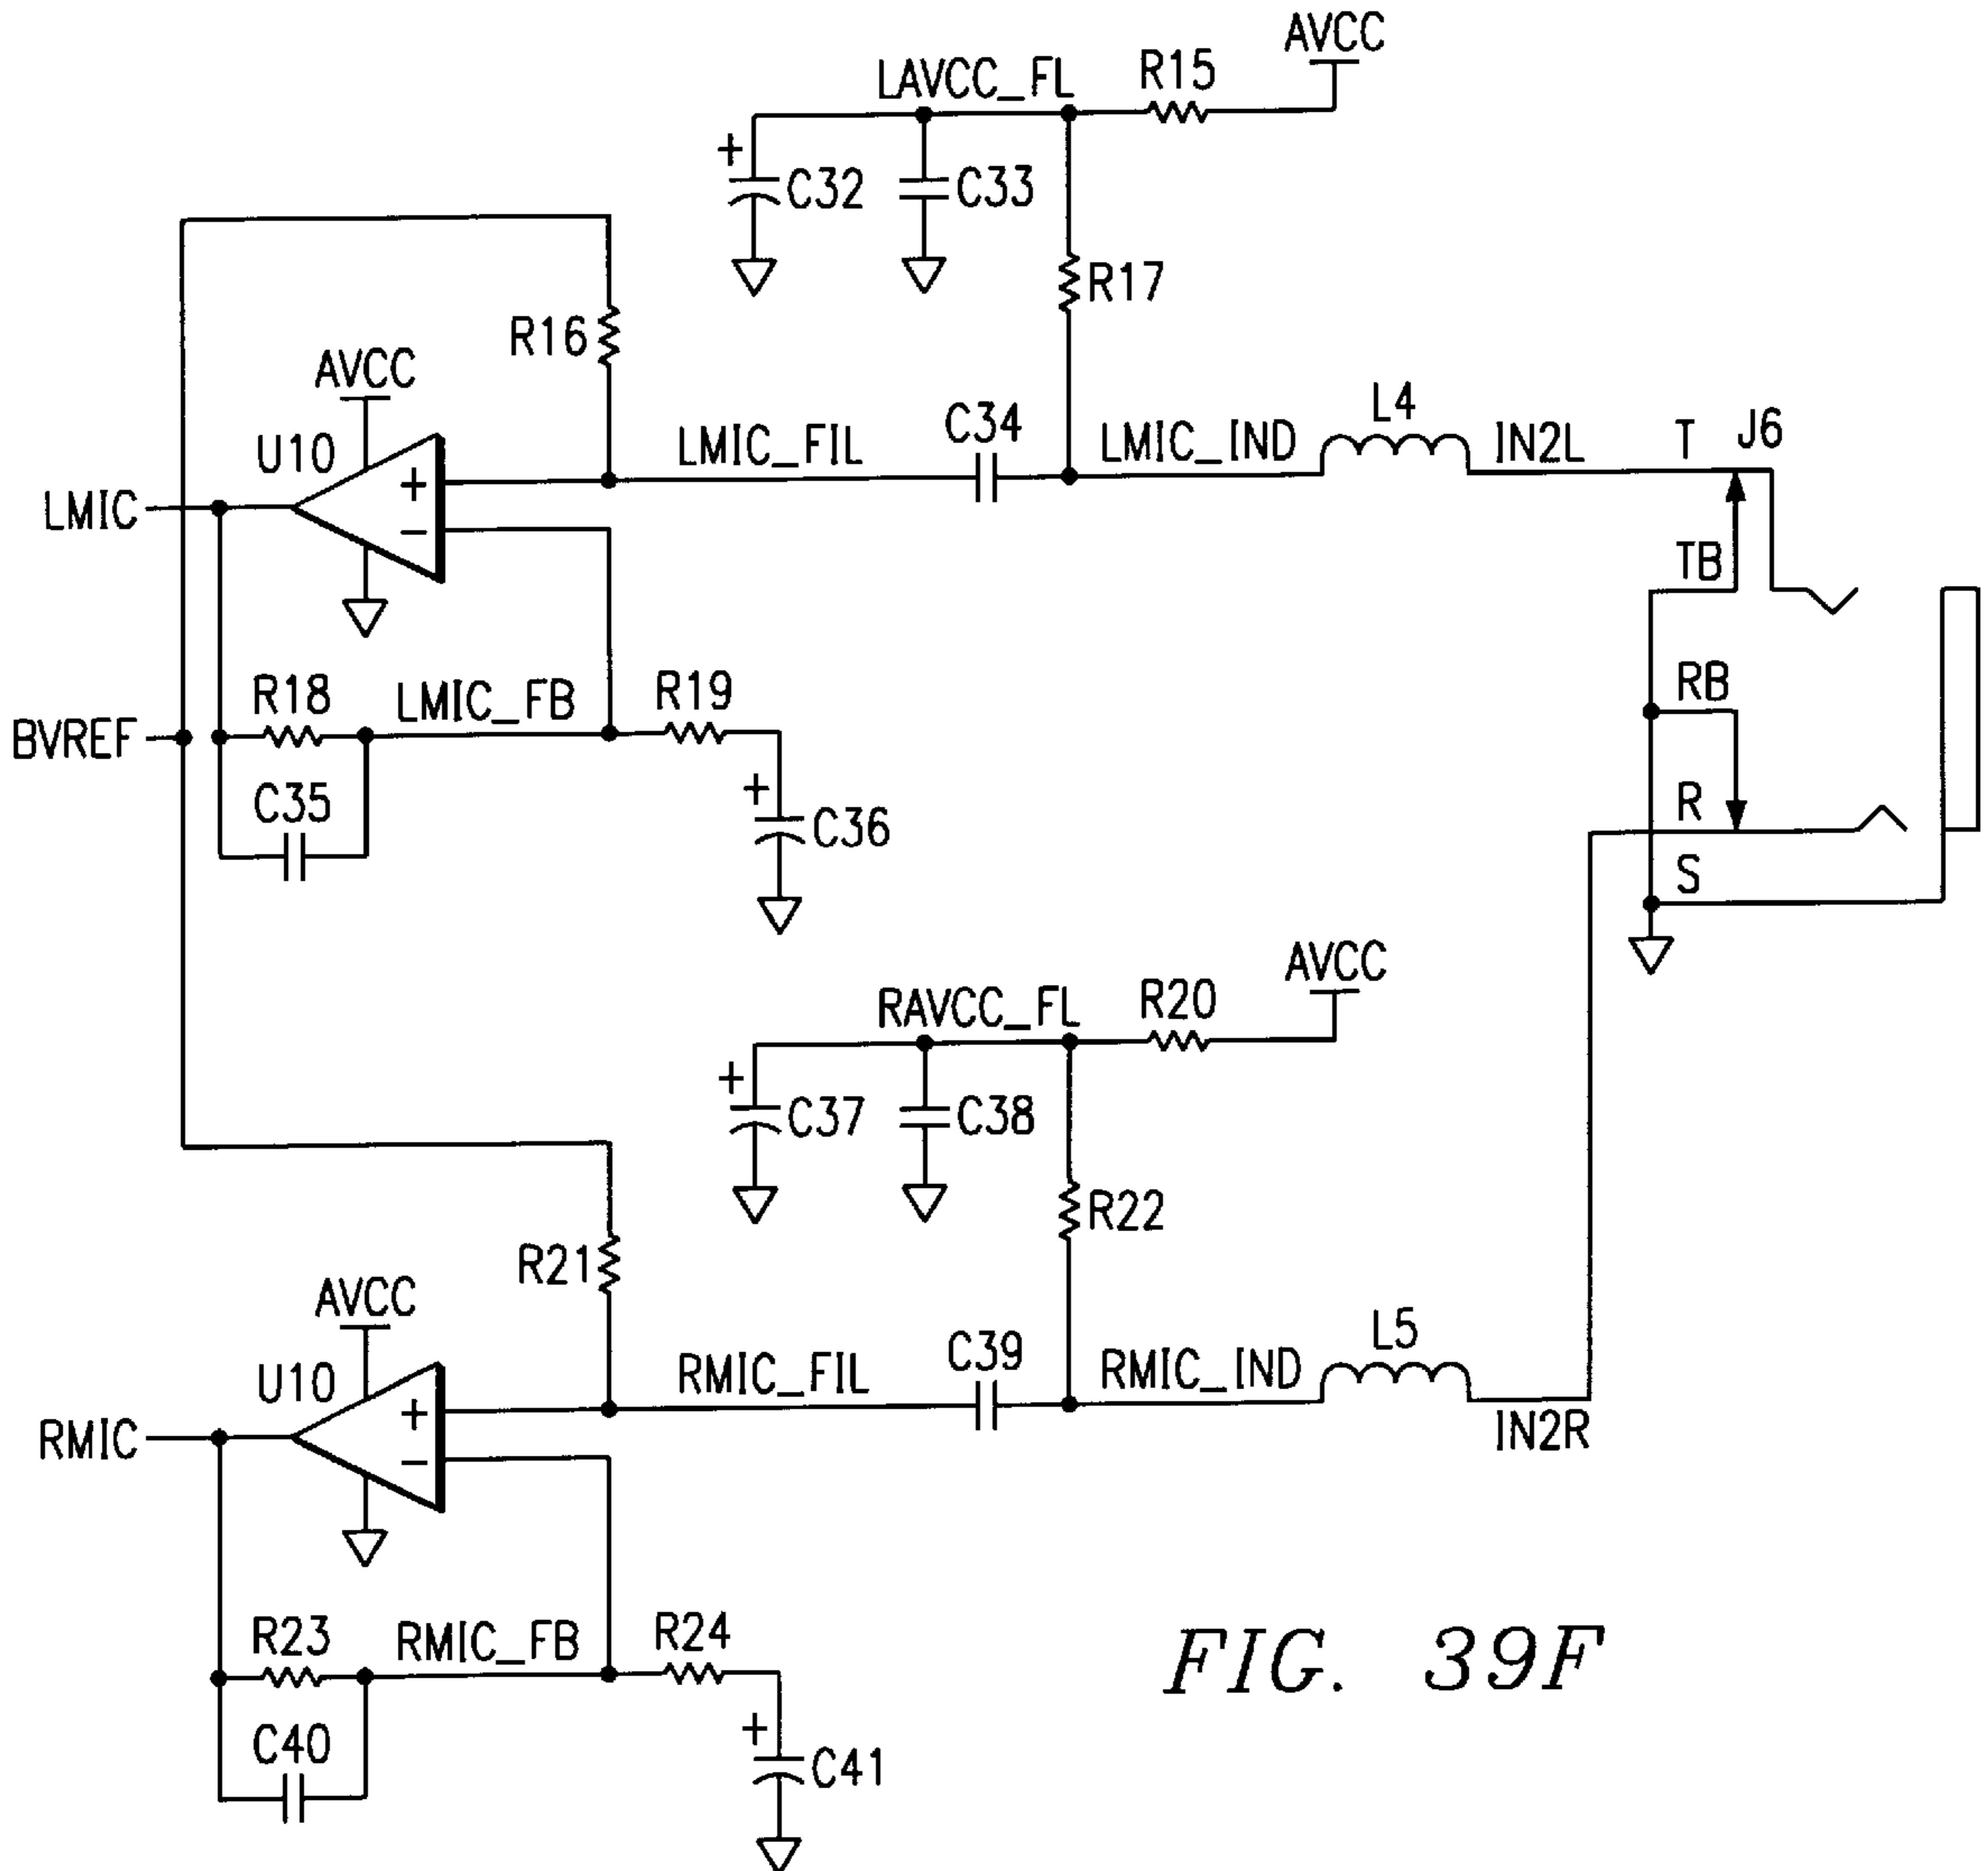 AVCC
LAVCC_FL
R15
+
C32
C33
R17
R16
AVCC
U10
+
−
LMIC
LMIC_FIL
C34
LMIC_IND
L4
IN2L
T
J6
TB
RB
R
S
R18
LMIC_FB
R19
BVREF
C35
+
C36
AVCC
RAVCC_FL
R20
+
C37
C38
R22
R21
AVCC
U10
+
−
RMIC
RMIC_FIL
C39
RMIC_IND
L5
IN2R
R23
RMIC_FB
R24
C40
+
C41
FIG. 39F